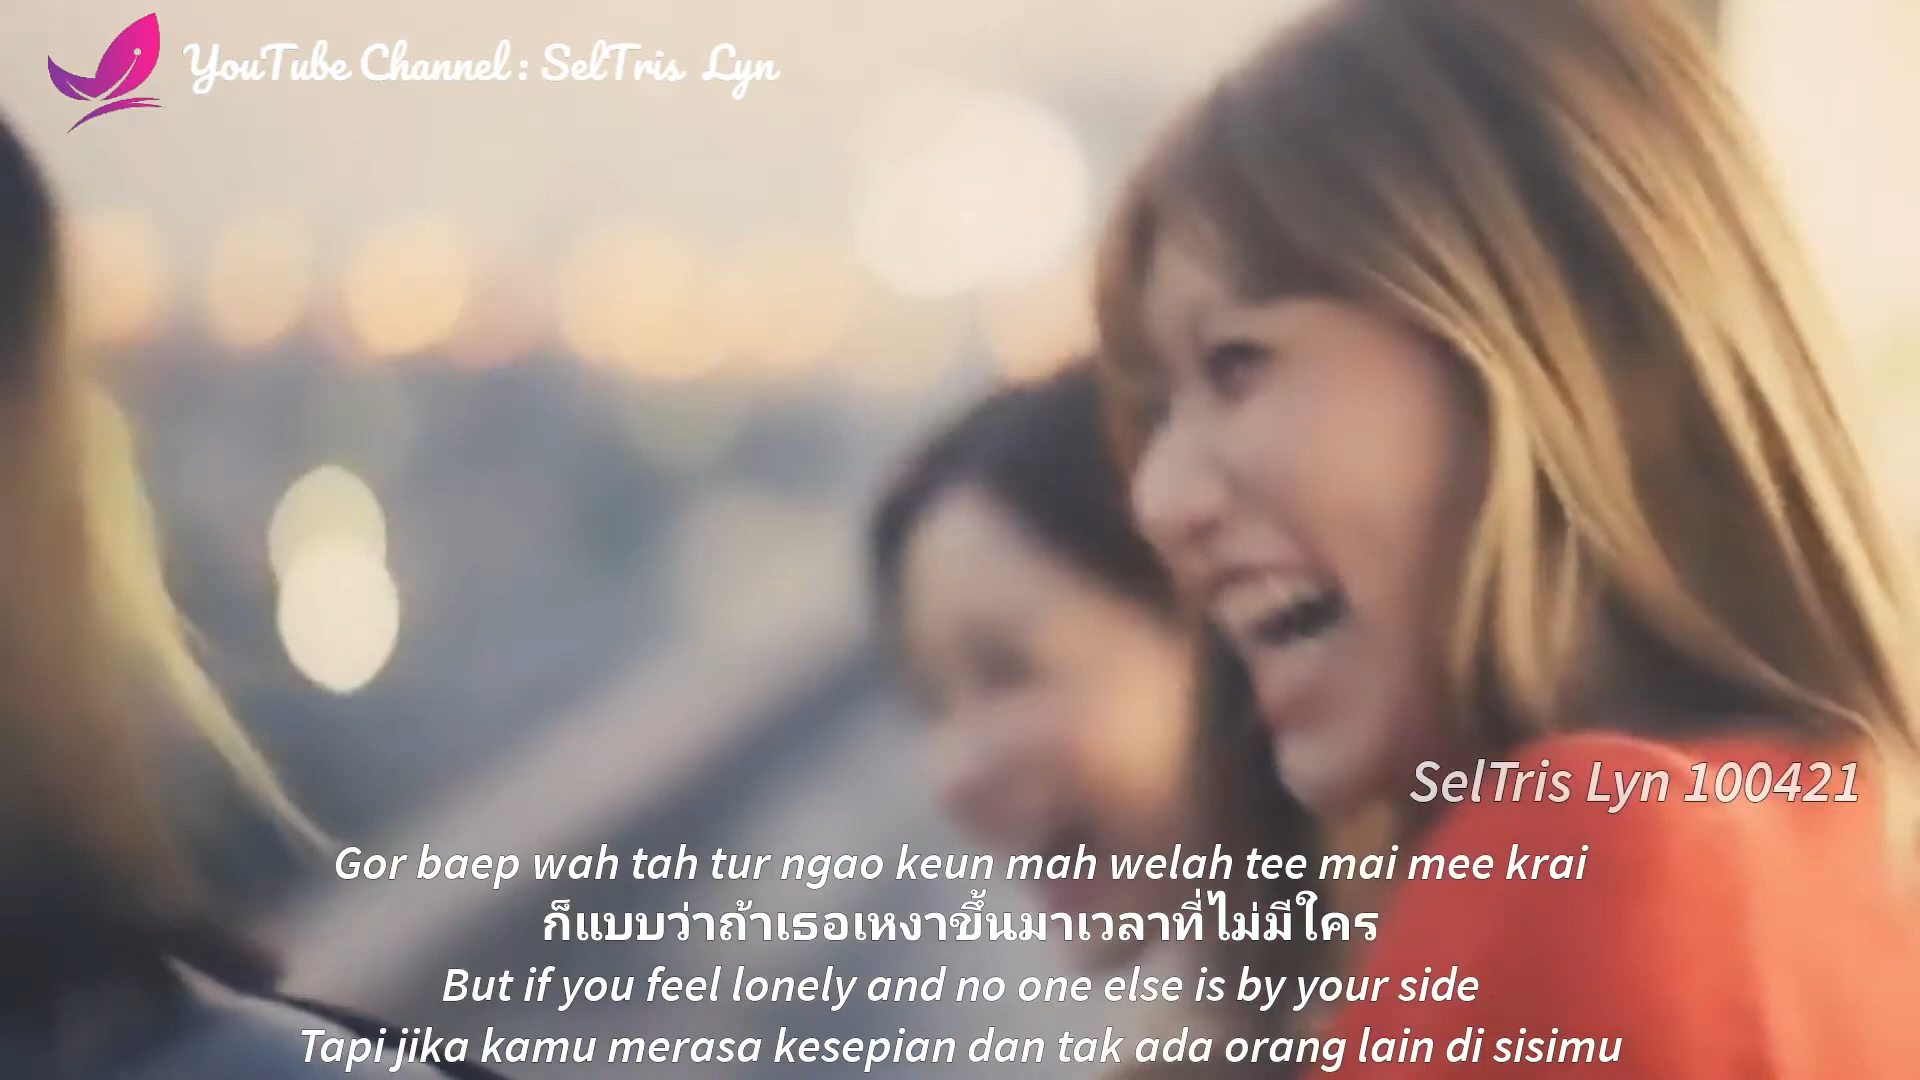 YouTube Channel : SelTris Lyn
SelTris Lyn 100421
Gor baep wah tah tur ngao keun mah welah tee mai mee krai
ก็แบบว่าถ้าเธอเหงาขึ้นมาเวลาที่ไม่มีใคร
But if you feel lonely and no one else is by your side
Tapi jika kamu merasa kesepian dan tak ada orang lain di sisimu